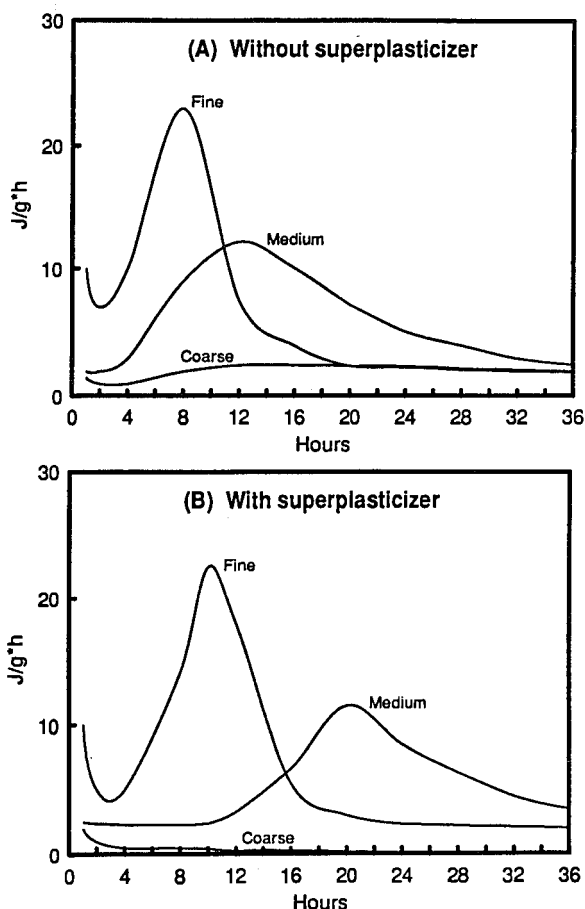 30
(A) Without superplasticizer
Fine
20
J/g*h
Medium
10
Coarse
0
0 4 8 12 16 20 24 28 32 36
Hours
30
(B) With superplasticizer
Fine
20
J/g*h
Medium
10
Coarse
0
0 4 8 12 16 20 24 28 32 36
Hours